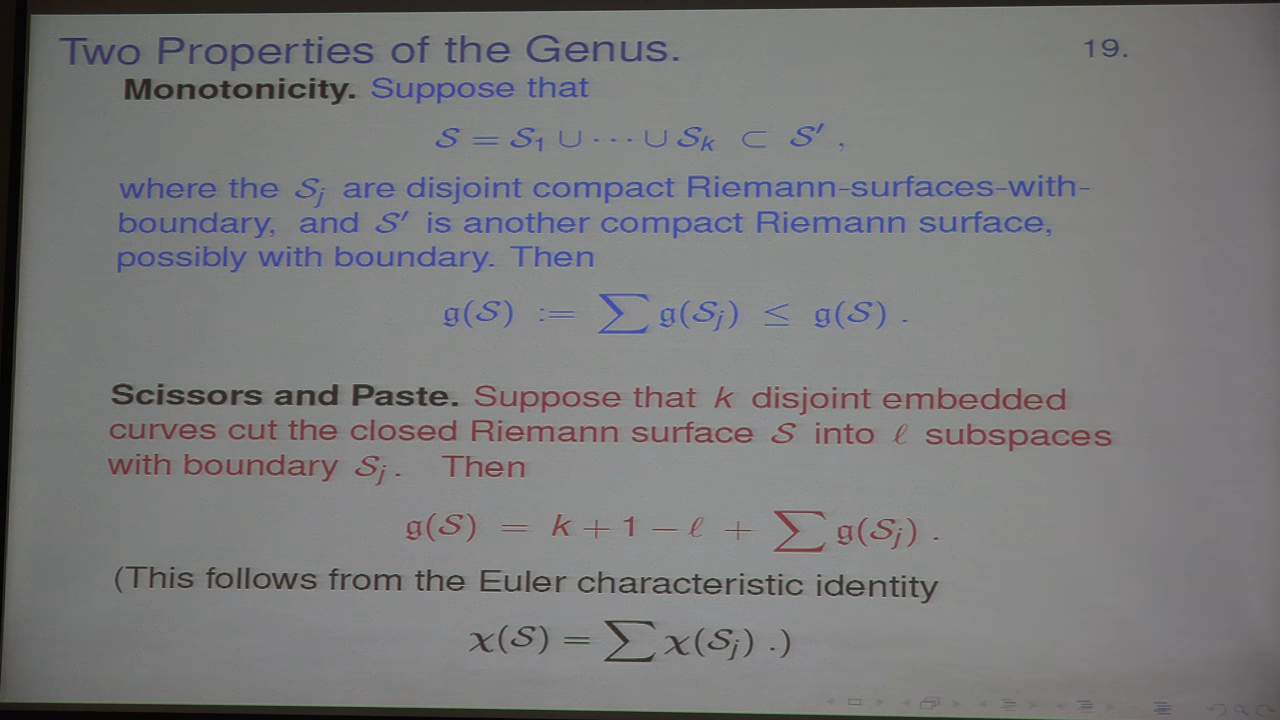 Two Properties of the Genus. 19.
Monotonicity. Suppose that
S = S₁ ∪ ··· ∪ Sₖ ⊂ S′ ,
where the Sⱼ are disjoint compact Riemann-surfaces-with-
boundary, and S′ is another compact Riemann surface,
possibly with boundary. Then
g(S) := ∑ g(Sⱼ) ≤ g(S) .
Scissors and Paste. Suppose that k disjoint embedded
curves cut the closed Riemann surface S into ℓ subspaces
with boundary Sⱼ. Then
g(S) = k + 1 − ℓ + ∑ g(Sⱼ) .
(This follows from the Euler characteristic identity
χ(S) = ∑ χ(Sⱼ) .)